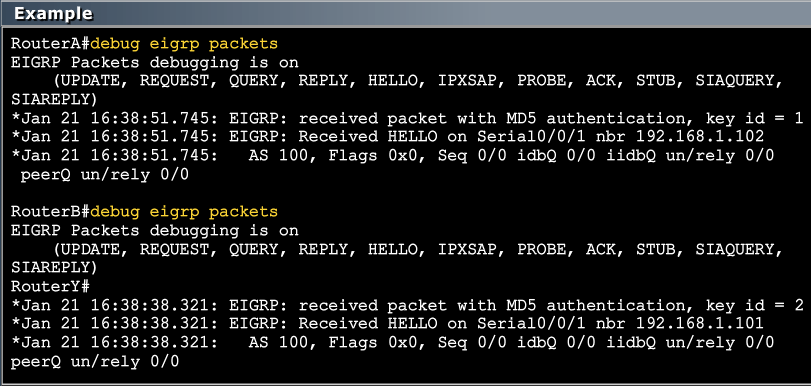 Example
RouterA#debug eigrp packets
EIGRP Packets debugging is on
(UPDATE, REQUEST, QUERY, REPLY, HELLO, IPXSAP, PROBE, ACK, STUB, SIAQUERY,
SIAREPLY)
*Jan 21 16:38:51.745: EIGRP: received packet with MD5 authentication, key id = 1
*Jan 21 16:38:51.745: EIGRP: Received HELLO on Serial0/0/1 nbr 192.168.1.102
*Jan 21 16:38:51.745:   AS 100, Flags 0x0, Seq 0/0 idbQ 0/0 iidbQ un/rely 0/0
peerQ un/rely 0/0
RouterB#debug eigrp packets
EIGRP Packets debugging is on
(UPDATE, REQUEST, QUERY, REPLY, HELLO, IPXSAP, PROBE, ACK, STUB, SIAQUERY,
SIAREPLY)
RouterY#
*Jan 21 16:38:38.321: EIGRP: received packet with MD5 authentication, key id = 2
*Jan 21 16:38:38.321: EIGRP: Received HELLO on Serial0/0/1 nbr 192.168.1.101
*Jan 21 16:38:38.321:   AS 100, Flags 0x0, Seq 0/0 idbQ 0/0 iidbQ un/rely 0/0
peerQ un/rely 0/0